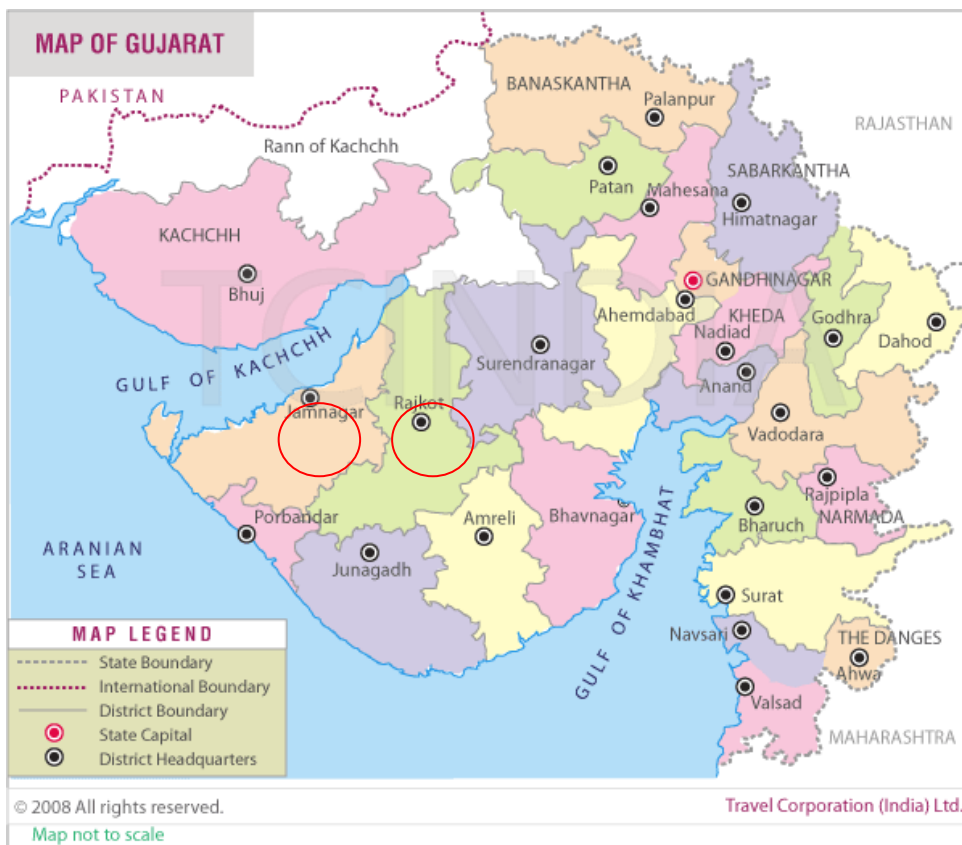 MAP OF GUJARAT
PAKISTAN
BANASKANTHA
Palanpur
RAJASTHAN
Rann of Kachchh
SABARKANTHA
Patan
Mahesana
Himatnagar
KACHCHH
Bhuj
GANDHINAGAR
Ahemdabad
KHEDA
Godhra
Nadiad
Dahod
TCINDIA
GULF OF KACHCHH
Surendranagar
Anand
Jamnagar
Rajkot
Vadodara
Rajpipla
NARMADA
Porbandar
Amreli
Bhavnagar
Bharuch
GULF OF KHAMBHAT
ARANIAN
SEA
Junagadh
Surat
Navsari
THE DANGES
Ahwa
Valsad
MAHARASHTRA
MAP LEGEND
State Boundary
International Boundary
District Boundary
State Capital
District Headquarters
© 2008 All rights reserved.
Travel Corporation (India) Ltd.
Map not to scale